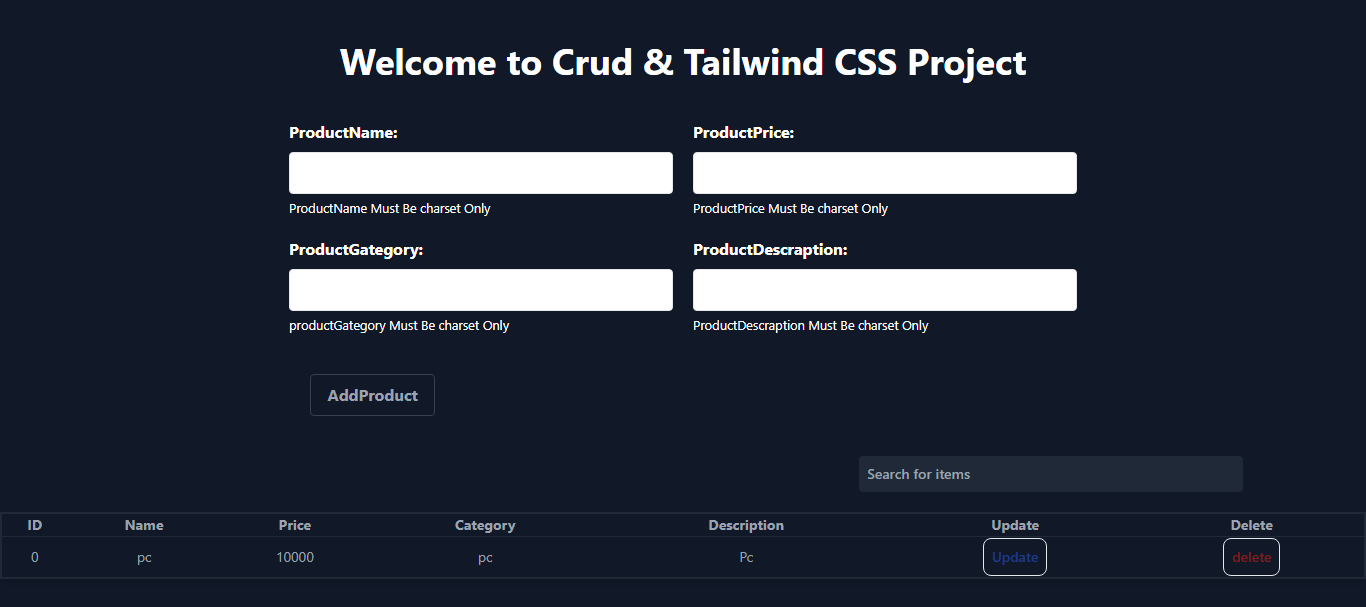 Welcome to Crud & Tailwind CSS Project
ProductName: ProductPrice:
ProductName Must Be charset Only ProductPrice Must Be charset Only
ProductGategory: ProductDescraption:
productGategory Must Be charset Only ProductDescraption Must Be charset Only
AddProduct
Search for items
ID Name Price Category Description Update Delete
0 pc 10000 pc Pc Update delete